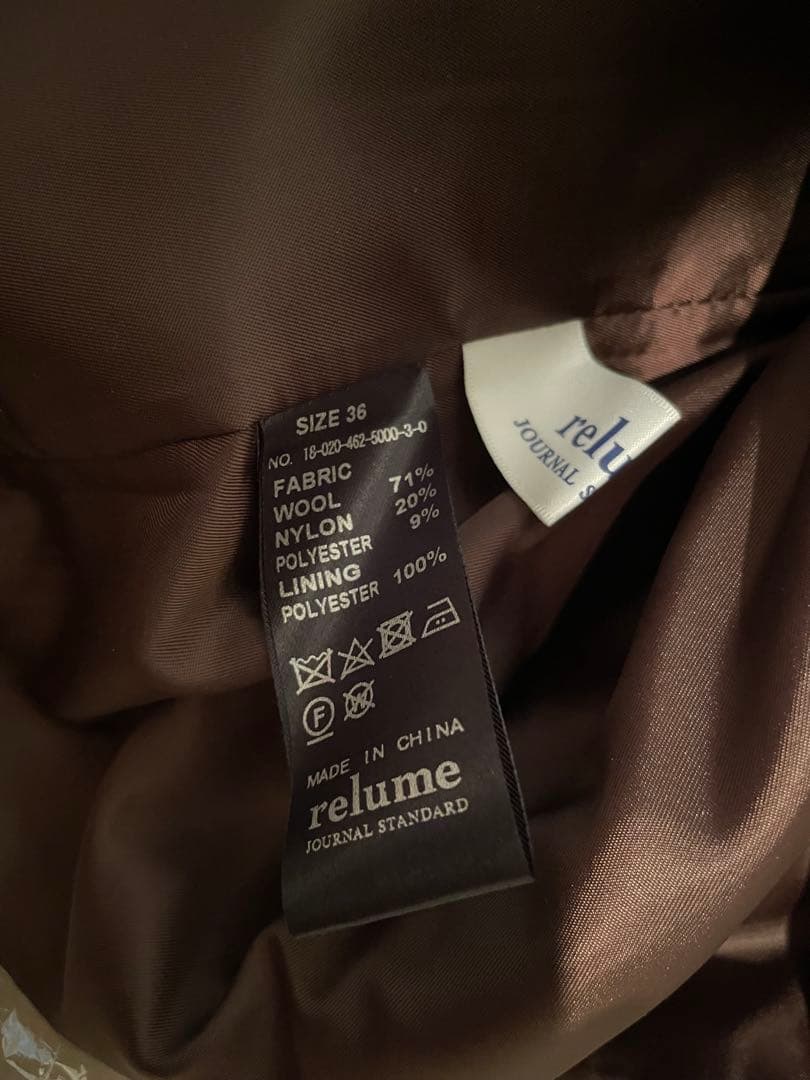 SIZE 36
NO. 18-020-462-5000-3-0
FABRIC
WOOL 71%
NYLON 20%
POLYESTER 9%
LINING
POLYESTER 100%
F
W
MADE IN CHINA
relume
JOURNAL STANDARD
relu
JOURNAL S